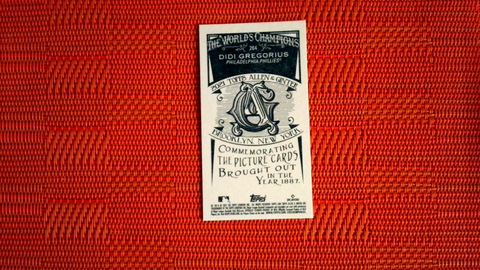 THE WORLD'S CHAMPIONS
264
DIDI GREGORIUS
PHILADELPHIA PHILLIES
2021 TOPPS ALLEN & GINTER
AG
BROOKLYN, NEW YORK
COMMEMORATING
THE PICTURE CARDS
BROUGHT OUT
IN THE
YEAR 1887.
Topps